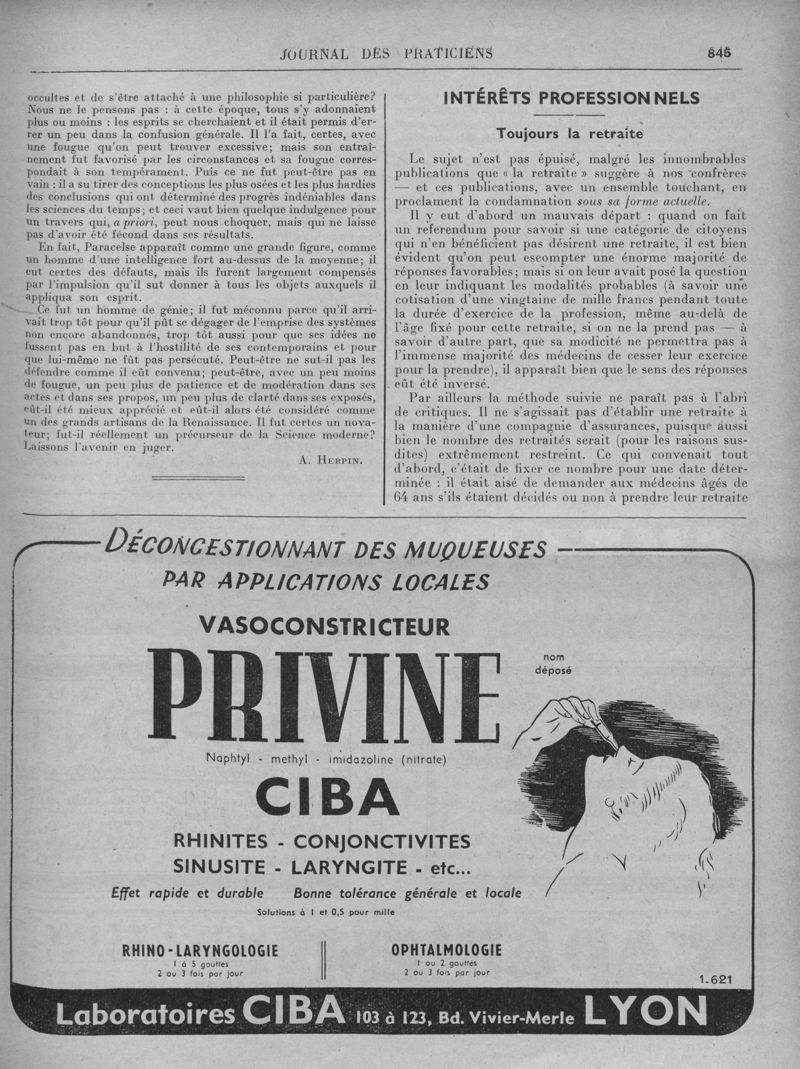 JOURNAL DES PRATICIENS
845
occultes et de s'être attaché à une philosophie si particulière?
Nous ne le pensons pas : à cette époque, tous s'y adonnaient
plus ou moins : les esprits se cherchaient et il était permis d'er-
rer un peu dans la confusion générale. Il l'a fait, certes, avec
une fougue qu'on peut trouver excessive; mais son entraî-
nement fut favorisé par les circonstances et sa fougue corres-
pondait à son tempérament. Puis ce ne fut peut-être pas en
vain : il a su tirer des conceptions les plus osées et les plus hardies
des conclusions qui ont déterminé des progrès indéniables dans
les sciences du temps; et ceci vaut bien quelque indulgence pour
un travers qui, a priori, peut nous choquer, mais qui ne laisse
pas d'avoir été fécond dans ses résultats.
En fait, Paracelse apparaît comme une grande figure, comme
un homme d'une intelligence fort au-dessus de la moyenne; il
eut certes des défauts, mais ils furent largement compensés
par l'impulsion qu'il sut donner à tous les objets auxquels il
appliqua son esprit.
Ce fut un homme de génie; il fut méconnu parce qu'il arri-
vait trop tôt pour qu'il pût se dégager de l'emprise des systèmes
non encore abandonnés, trop tôt aussi pour que ses idées ne
fussent pas en but à l'hostilité de ses contemporains et pour
que lui-même ne fût pas persécuté. Peut-être ne sut-il pas les
défendre comme il eût convenu; peut-être, avec un peu moins
de fougue, un peu plus de patience et de modération dans ses
actes et dans ses propos, un peu plus de clarté dans ses exposés,
eût-il été mieux apprécié et eût-il alors été considéré comme
un des grands artisans de la Renaissance. Il fut certes un nova-
teur; fut-il réellement un précurseur de la Science moderne?
Laissons l'avenir en juger.
A. HERPIN.
INTÉRÊTS PROFESSIONNELS
Toujours la retraite
Le sujet n'est pas épuisé, malgré les innombrables
publications que « la retraite » suggère à nos confrères
— et ces publications, avec un ensemble touchant, en
proclament la condamnation sous sa forme actuelle.
Il y eut d'abord un mauvais départ : quand on fait
un referendum pour savoir si une catégorie de citoyens
qui n'en bénéficient pas désirent une retraite, il est bien
évident qu'on peut escompter une énorme majorité de
réponses favorables; mais si on leur avait posé la question
en leur indiquant les modalités probables (à savoir une
cotisation d'une vingtaine de mille francs pendant toute
la durée d'exercice de la profession, même au-delà de
l'âge fixé pour cette retraite, si on ne la prend pas — à
savoir d'autre part, que sa modicité ne permettra pas à
l'immense majorité des médecins de cesser leur exercice
pour la prendre), il apparaît bien que le sens des réponses
eût été inversé.
Par ailleurs la méthode suivie ne paraît pas à l'abri
de critiques. Il ne s'agissait pas d'établir une retraite à
la manière d'une compagnie d'assurances, puisque aussi
bien le nombre des retraités serait (pour les raisons sus-
dites) extrêmement restreint. Ce qui convenait tout
d'abord, c'était de fixer ce nombre pour une date déter-
minée : il était aisé de demander aux médecins âgés de
64 ans s'ils étaient décidés ou non à prendre leur retraite
DÉCONGESTIONNANT DES MUQUEUSES
PAR APPLICATIONS LOCALES
VASOCONSTRICTEUR
PRIVINE
nom
déposé
Naphtyl - methyl - imidazoline (nitrate)
CIBA
RHINITES - CONJONCTIVITES
SINUSITE - LARYNGITE - etc...
Effet rapide et durable Bonne tolérance générale et locale
Solutions à 1 et 0,5 pour mille
RHINO-LARYNGOLOGIE
1 à 5 gouttes
2 ou 3 fois par jour
OPHTALMOLOGIE
1 ou 2 gouttes
2 ou 3 fois par jour
1-621
Laboratoires CIBA 103 à 123, Bd. Vivier-Merle LYON